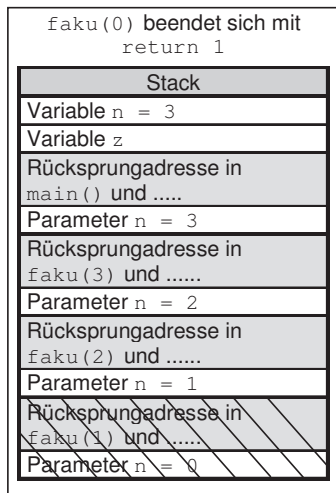 faku(0) beendet sich mit
return 1
Stack
Variable n = 3
Variable z
Rücksprungadresse in
main() und .....
Parameter n = 3
Rücksprungadresse in
faku(3) und ......
Parameter n = 2
Rücksprungadresse in
faku(2) und ......
Parameter n = 1
Rücksprungadresse in
faku(1) und ......
Parameter n = 0